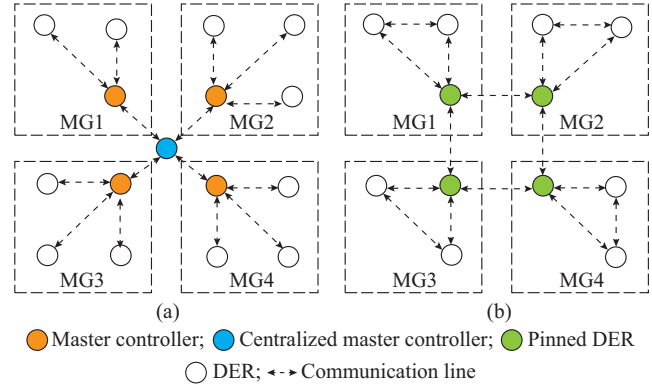 MG1 MG2 MG1 MG2
MG3 MG4 MG3 MG4
(a) (b)
Master controller; Centralized master controller; Pinned DER
DER; Communication line